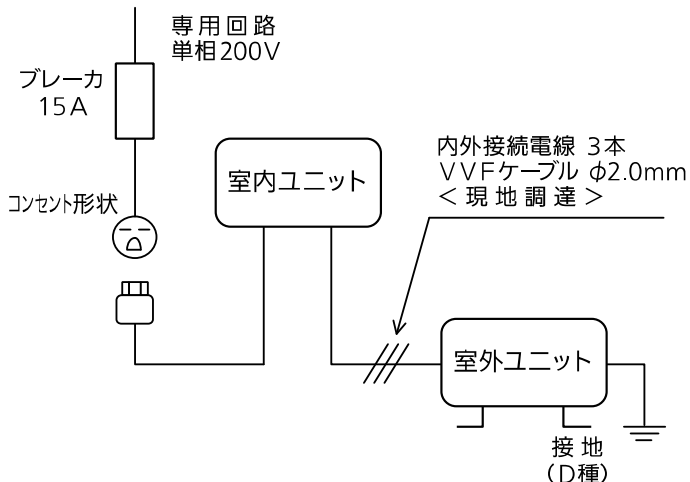 専用回路
単相200V
ブレーカ
15A
コンセント形状
室内ユニット
内外接続電線 3本
VVFケーブル φ2.0mm
<現地調達>
室外ユニット
接地
(D種)